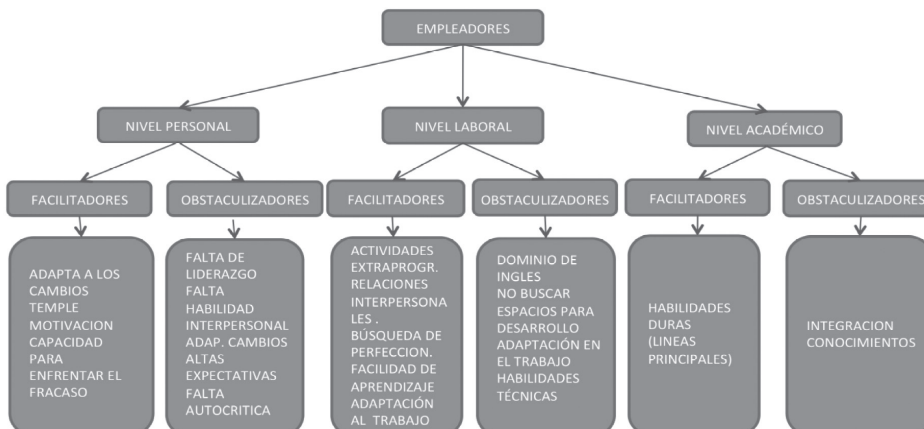 EMPLEADORES
NIVEL PERSONAL
NIVEL LABORAL
NIVEL ACADÉMICO
FACILITADORES
OBSTACULIZADORES
FACILITADORES
OBSTACULIZADORES
FACILITADORES
OBSTACULIZADORES
ADAPTA A LOS
CAMBIOS
TEMPLE
MOTIVACION
CAPACIDAD
PARA
ENFRENTAR EL
FRACASO
FALTA DE
LIDERAZGO
FALTA
HABILIDAD
INTERPERSONAL
ADAP. CAMBIOS
ALTAS
EXPECTATIVAS
FALTA
AUTOCRITICA
ACTIVIDADES
EXTRAPROGR.
RELACIONES
INTERPERSONA
LES .
BÚSQUEDA DE
PERFECCION.
FACILIDAD DE
APRENDIZAJE
ADAPTACIÓN
AL TRABAJO
DOMINIO DE
INGLES
NO BUSCAR
ESPACIOS PARA
DESARROLLO
ADAPTACIÓN EN
EL TRABAJO
HABILIDADES
TÉCNICAS
HABILIDADES
DURAS
(LINEAS
PRINCIPALES)
INTEGRACION
CONOCIMIENTOS